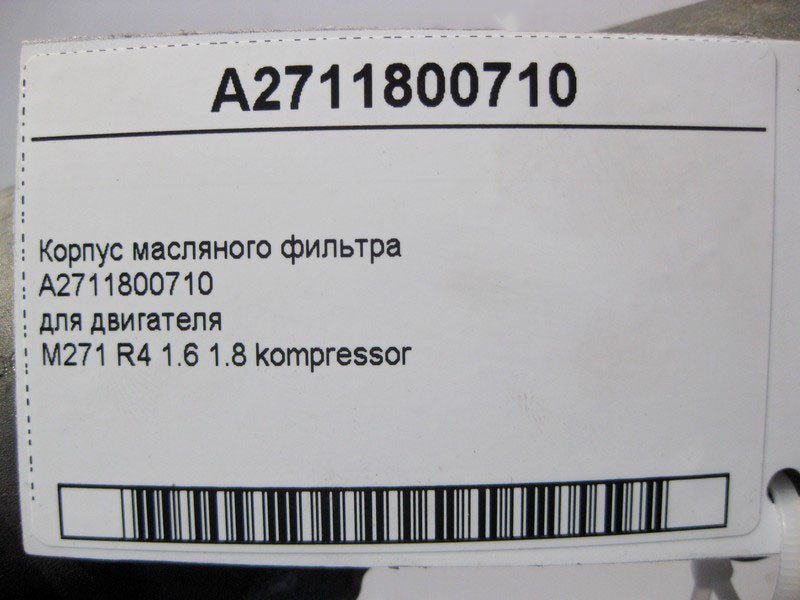 A2711800710
Корпус масляного фильтра
A2711800710
для двигателя
M271 R4 1.6 1.8 kompressor